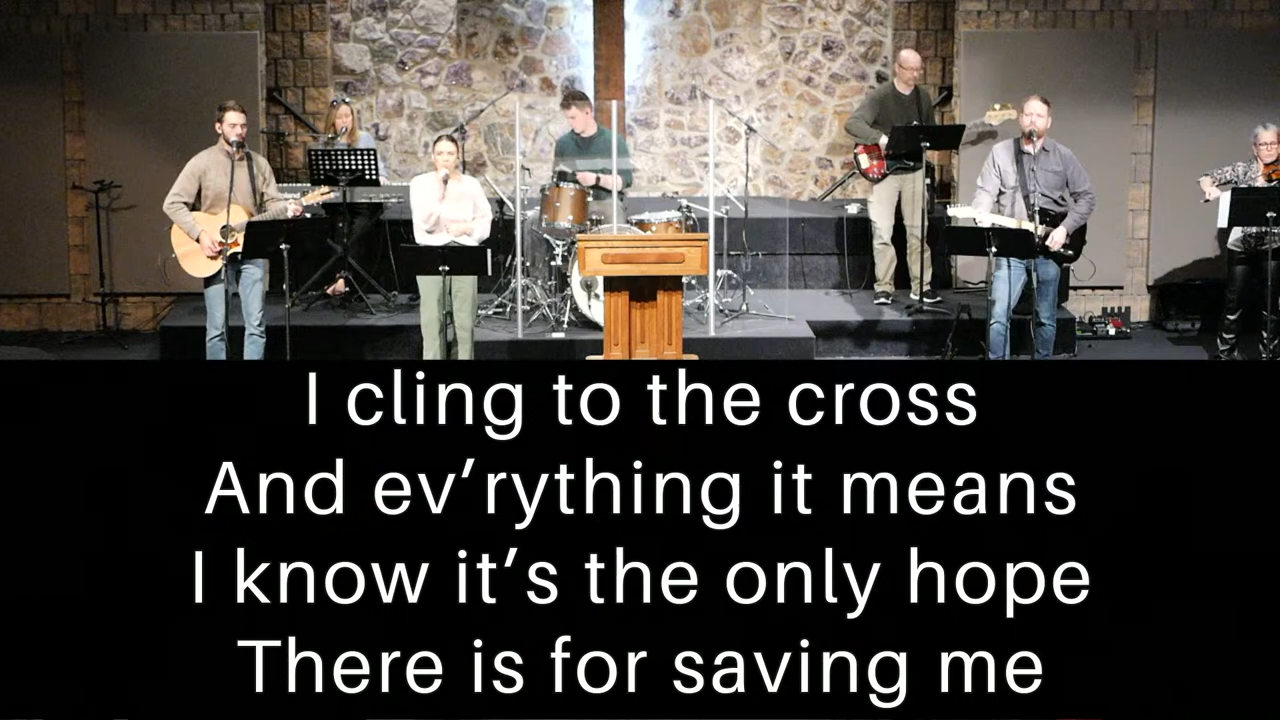 I cling to the cross
And ev’rything it means
I know it’s the only hope
There is for saving me